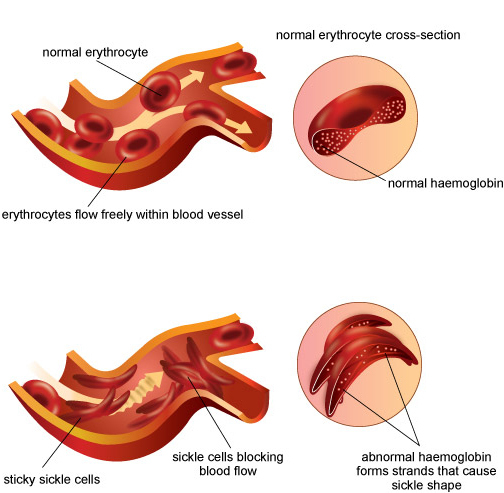 normal erythrocyte cross-section
normal erythrocyte
normal haemoglobin
erythrocytes flow freely within blood vessel
sickle cells blocking
blood flow
abnormal haemoglobin
forms strands that cause
sickle shape
sticky sickle cells